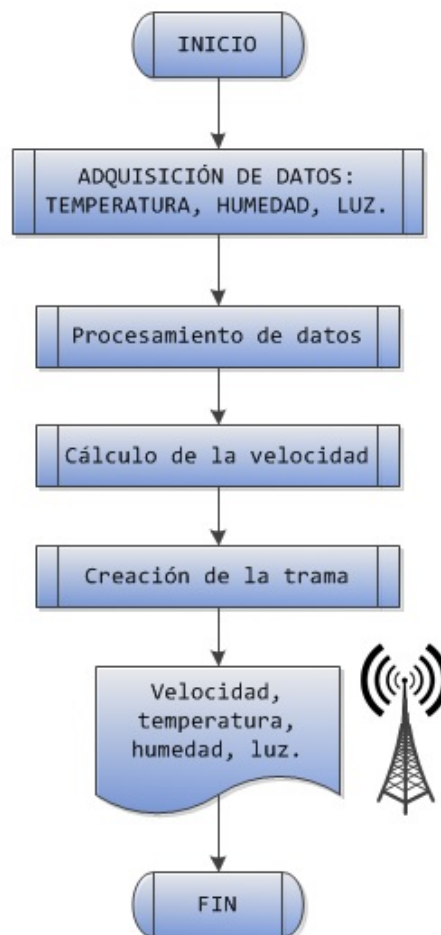 INICIO
ADQUISICIÓN DE DATOS:
TEMPERATURA, HUMEDAD, LUZ.
Procesamiento de datos
Cálculo de la velocidad
Creación de la trama
Velocidad,
temperatura,
humedad, luz.
FIN